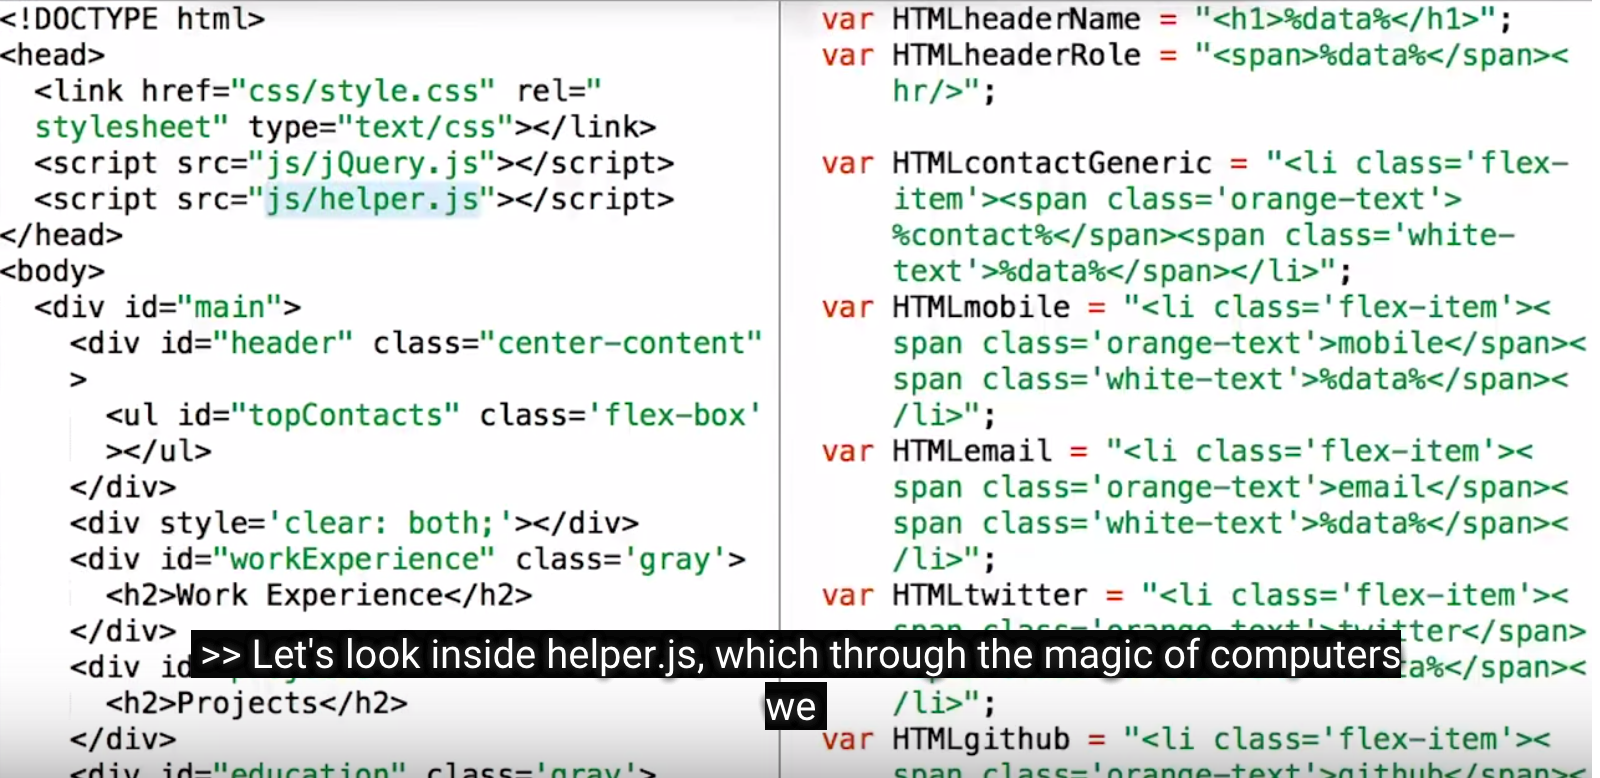 <!DOCTYPE html>
<head>
<link href="css/style.css" rel="
stylesheet" type="text/css"></link>
<script src="js/jQuery.js"></script>
<script src="js/helper.js"></script>
</head>
<body>
<div id="main">
<div id="header" class="center-content"
>
<ul id="topContacts" class='flex-box'
></ul>
</div>
<div style='clear: both;'></div>
<div id="workExperience" class='gray'>
<h2>Work Experience</h2>
</div>
<div id
<h2>Projects</h2>
</div>
<div id="education" class='gray'>
var HTMLheaderName = "<h1>%data%</h1>";
var HTMLheaderRole = "<span>%data%</span><
hr/>";
var HTMLcontactGeneric = "<li class='flex-
item'><span class='orange-text'>
%contact%</span><span class='white-
text'>%data%</span></li>";
var HTMLmobile = "<li class='flex-item'><
span class='orange-text'>mobile</span><
span class='white-text'>%data%</span><
/li>";
var HTMLemail = "<li class='flex-item'><
span class='orange-text'>email</span><
span class='white-text'>%data%</span><
/li>";
var HTMLtwitter = "<li class='flex-item'><
span class='orange-text'>twitter</span>
ta%</span><
/li>";
var HTMLgithub = "<li class='flex-item'><
span class='orange-text'>github</span><
>> Let's look inside helper.js, which through the magic of computers
we